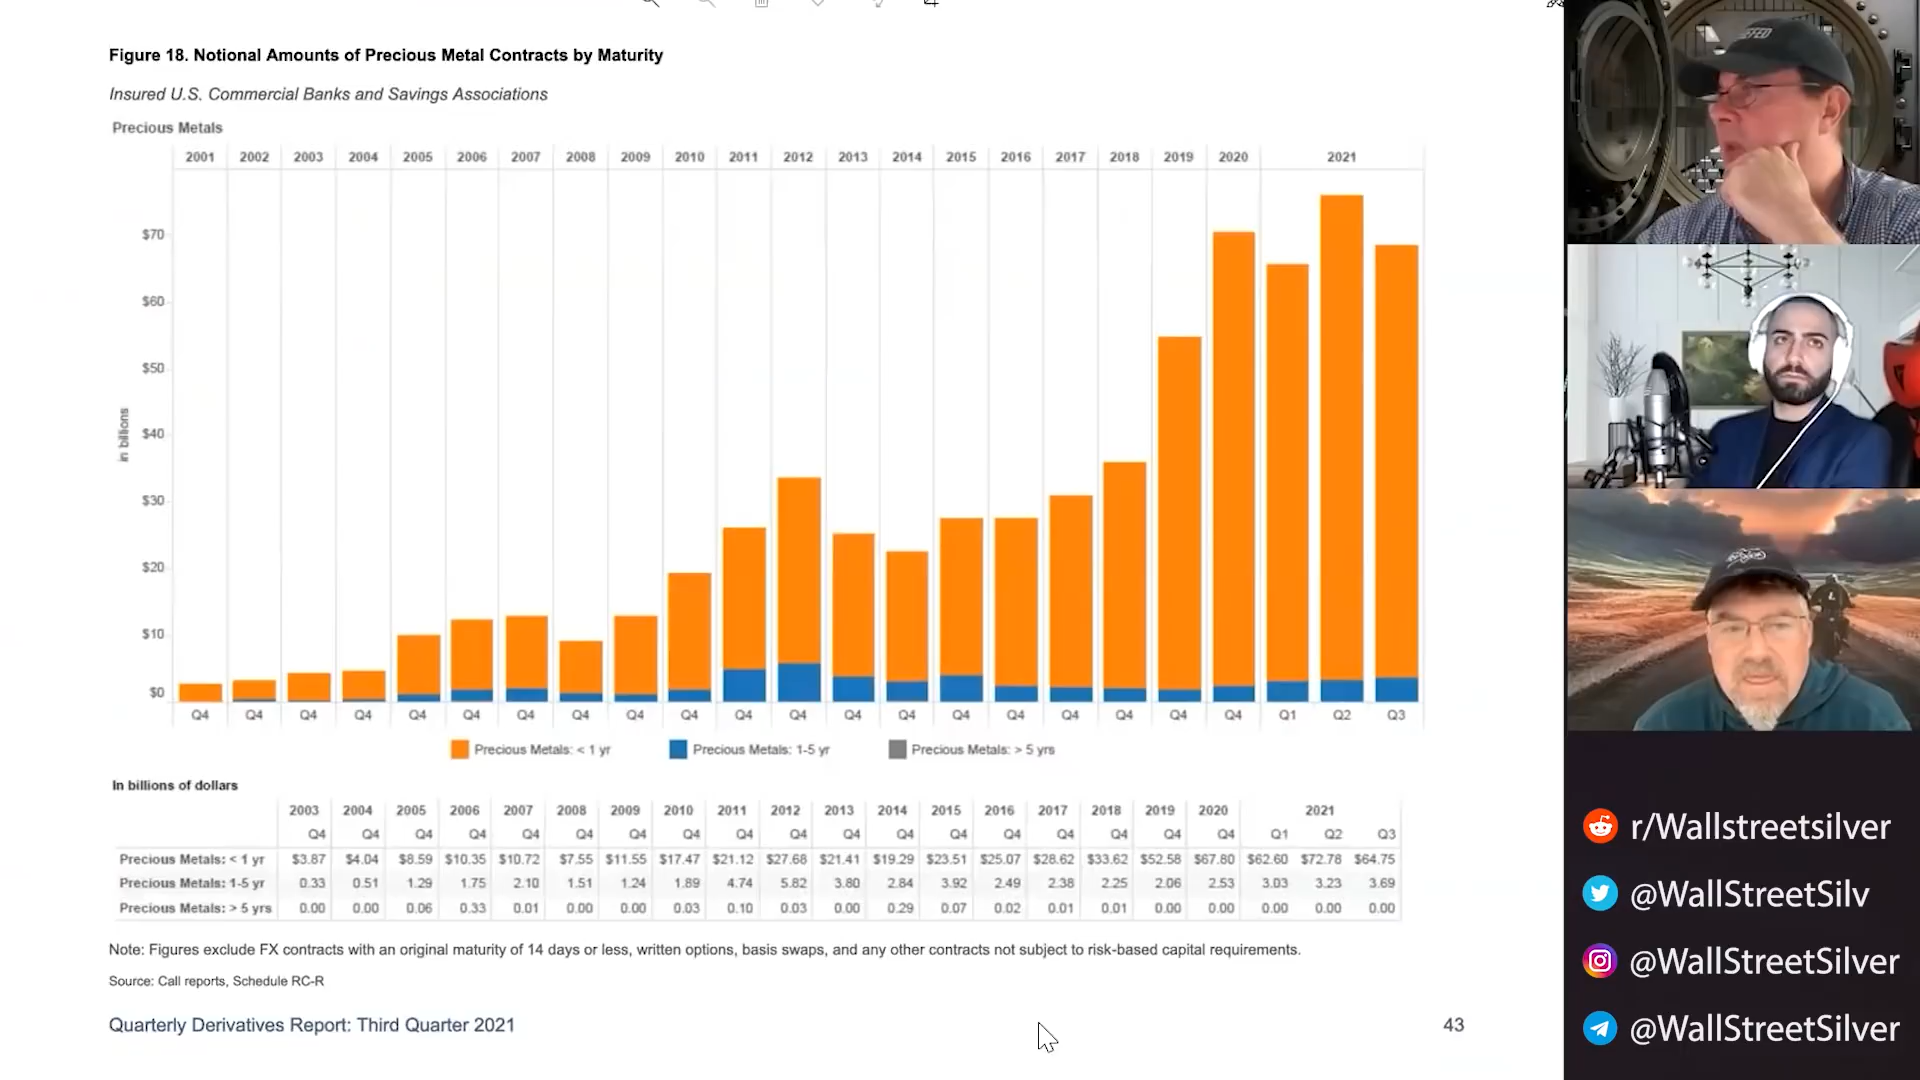 Figure 18. Notional Amounts of Precious Metal Contracts by Maturity
Insured U.S. Commercial Banks and Savings Associations
Precious Metals
2001 2002 2003 2004 2005 2006 2007 2008 2009 2010 2011 2012 2013 2014 2015 2016 2017 2018 2019 2020 2021
$70
$60
$50
$40
in billions
$30
$20
$10
$0
Q4 Q4 Q4 Q4 Q4 Q4 Q4 Q4 Q4 Q4 Q4 Q4 Q4 Q4 Q4 Q4 Q4 Q4 Q4 Q4 Q1 Q2 Q3
Precious Metals: < 1 yr Precious Metals: 1-5 yr Precious Metals: > 5 yrs
In billions of dollars
2003 2004 2005 2006 2007 2008 2009 2010 2011 2012 2013 2014 2015 2016 2017 2018 2019 2020 2021
Q4 Q4 Q4 Q4 Q4 Q4 Q4 Q4 Q4 Q4 Q4 Q4 Q4 Q4 Q4 Q4 Q4 Q4 Q1 Q2 Q3
Precious Metals: < 1 yr $3.87 $4.04 $8.59 $10.35 $10.72 $7.55 $11.55 $17.47 $21.12 $27.68 $21.41 $19.29 $23.51 $25.07 $28.62 $33.62 $52.58 $67.80 $62.60 $72.78 $64.75
Precious Metals: 1-5 yr 0.33 0.51 1.29 1.75 2.10 1.51 1.24 1.89 4.74 5.82 3.80 2.84 3.92 2.49 2.38 2.25 2.06 2.53 3.03 3.23 3.69
Precious Metals: > 5 yrs 0.00 0.00 0.06 0.33 0.01 0.00 0.00 0.03 0.10 0.03 0.00 0.29 0.07 0.02 0.01 0.01 0.00 0.00 0.00 0.00 0.00
Note: Figures exclude FX contracts with an original maturity of 14 days or less, written options, basis swaps, and any other contracts not subject to risk-based capital requirements.
Source: Call reports, Schedule RC-R
Quarterly Derivatives Report: Third Quarter 2021
43
r/Wallstreetsilver
@WallStreetSilv
@WallStreetSilver
@WallStreetSilver